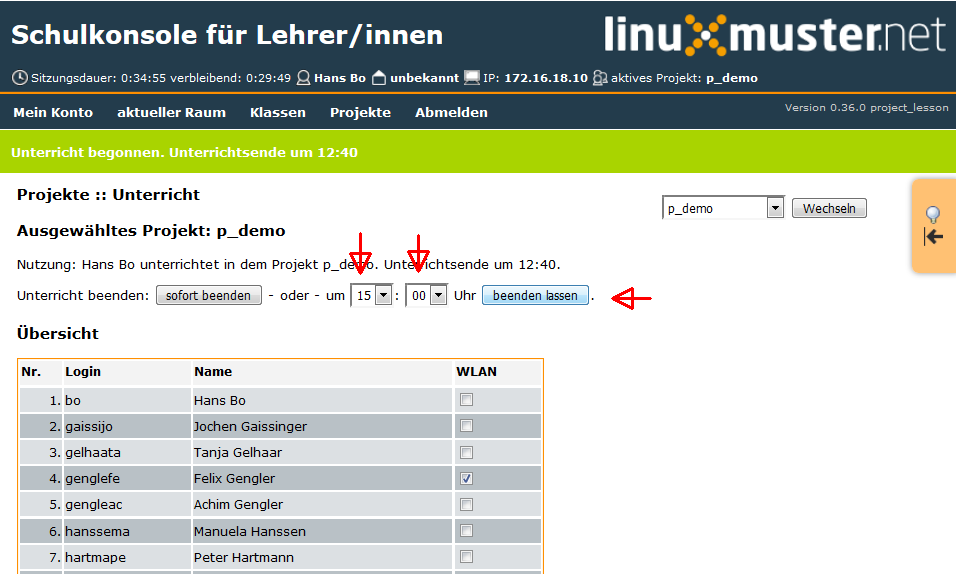 Schulkonsole für Lehrer/innen
linuxmuster.net
Sitzungsdauer: 0:34:55 verbleibend: 0:29:49 Hans Bo unbekannt IP: 172.16.18.10 aktives Projekt: p_demo
Mein Konto aktueller Raum Klassen Projekte Abmelden
Version 0.36.0 project_lesson
Unterricht begonnen. Unterrichtsende um 12:40
Projekte :: Unterricht
p_demo Wechseln
Ausgewähltes Projekt: p_demo
Nutzung: Hans Bo unterrichtet in dem Projekt p_demo. Unterrichtsende um 12:40.
Unterricht beenden: sofort beenden - oder - um 15 : 00 Uhr beenden lassen .
Übersicht
Nr. Login Name WLAN
1. bo Hans Bo
2. gaissijo Jochen Gaissinger
3. gelhaata Tanja Gelhaar
4. genglefe Felix Gengler
5. gengleac Achim Gengler
6. hanssema Manuela Hanssen
7. hartmape Peter Hartmann